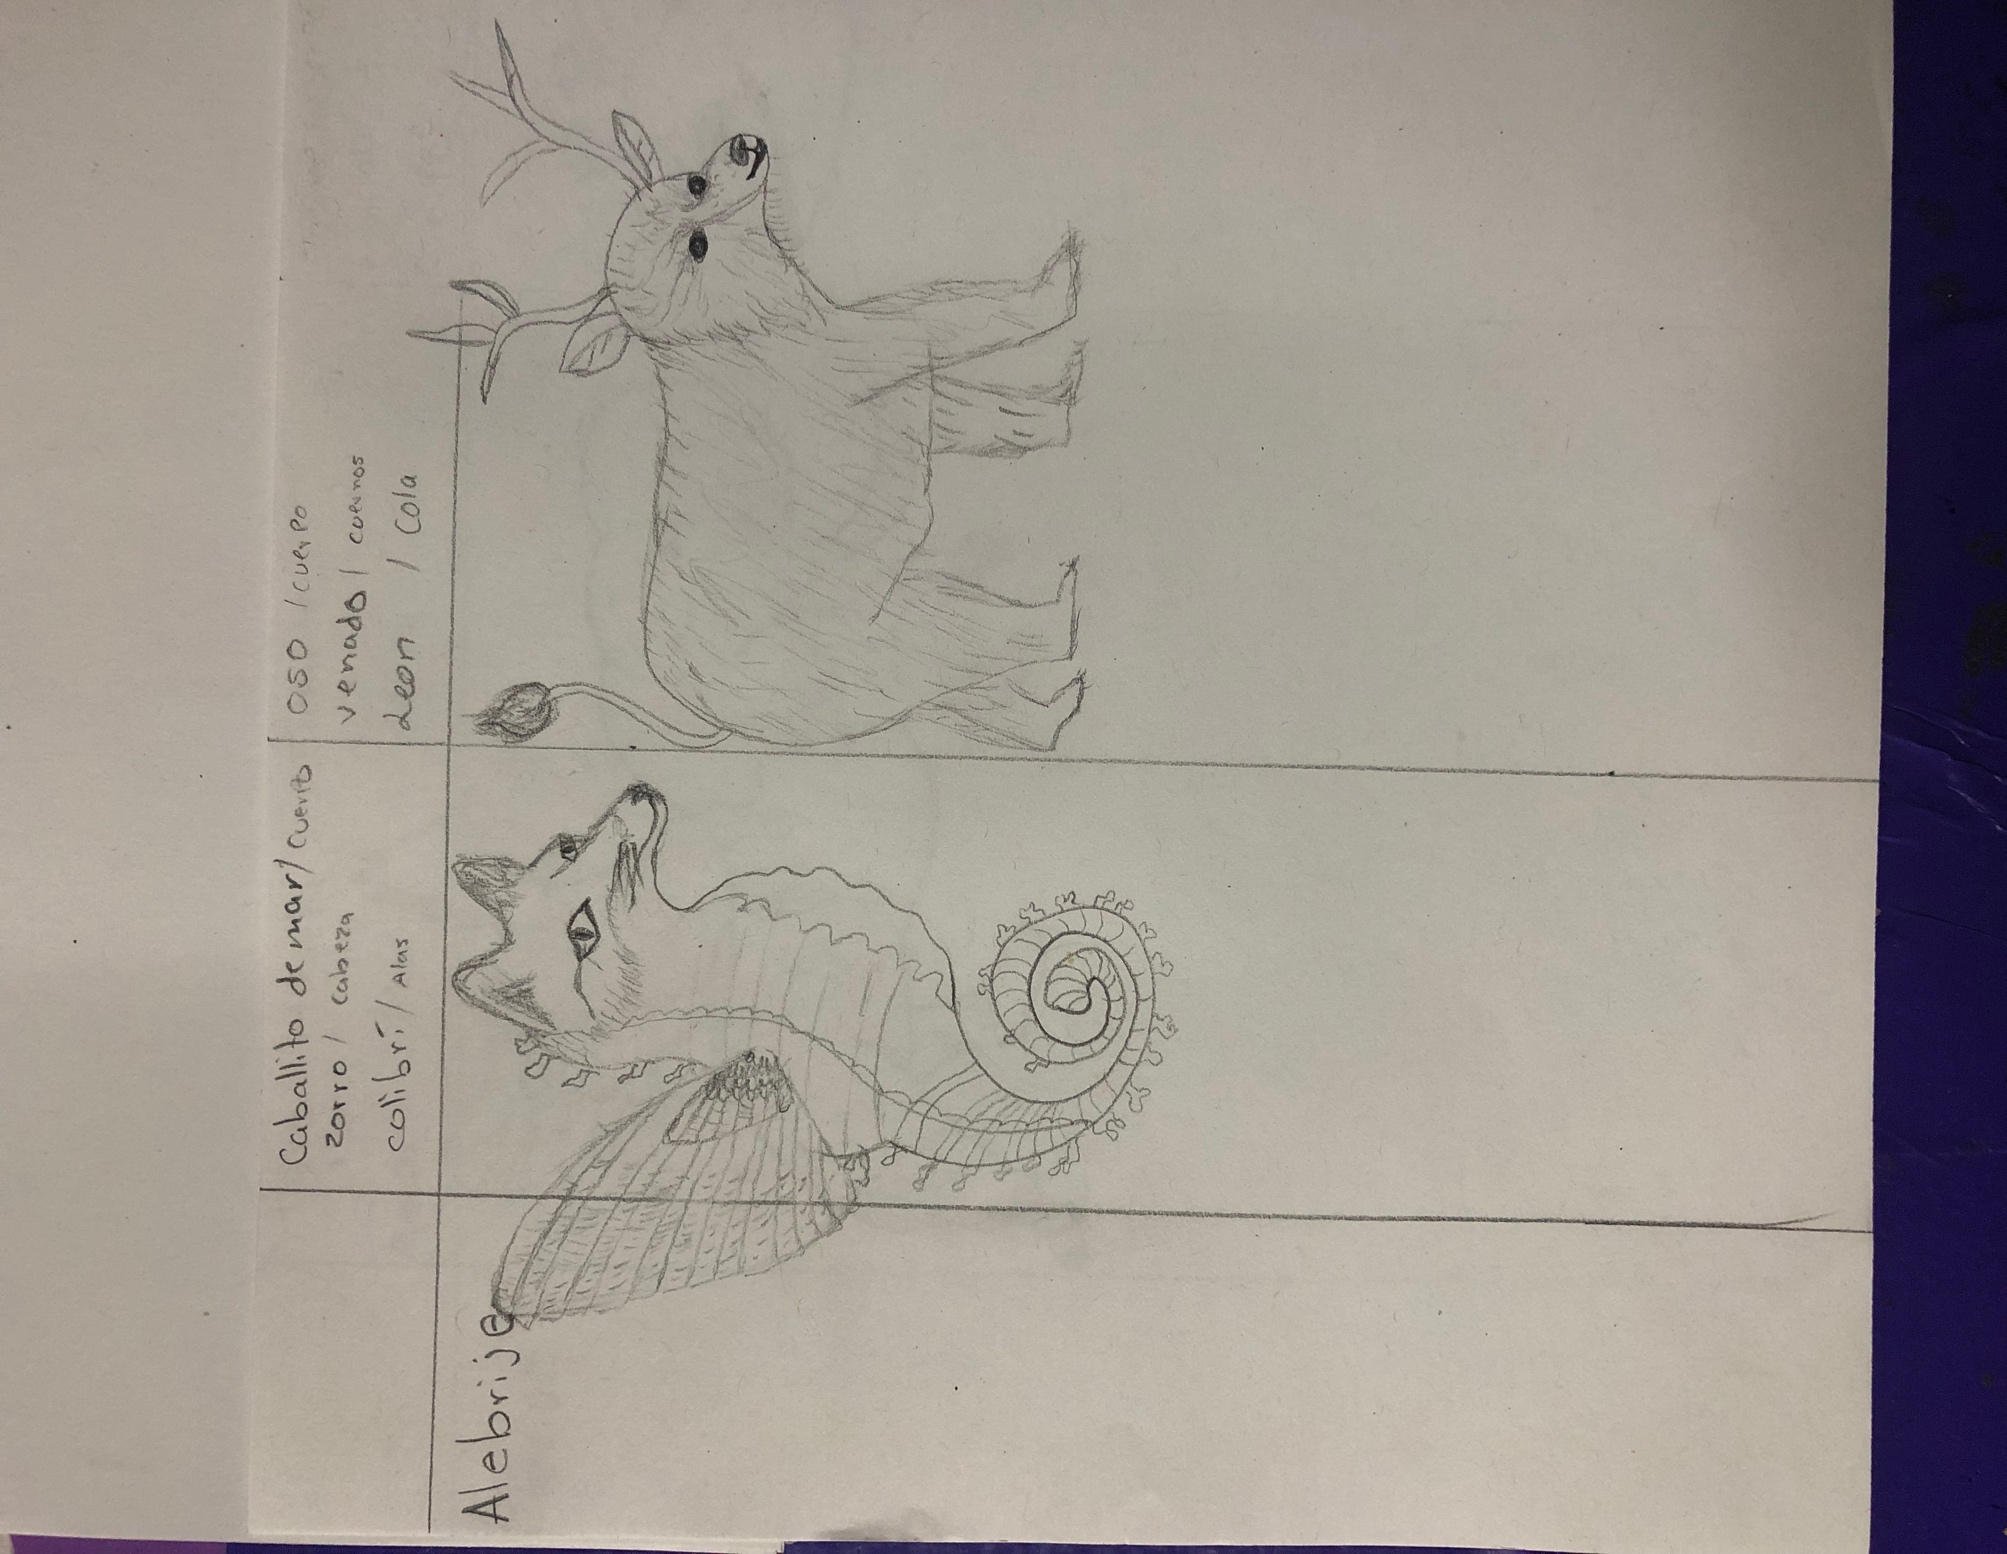 Caballito de mar/cuerpo
zorro / cabeza
colibrí / Alas
oso / cuerpo
venado / cuernos
Leon / cola
Alebrije